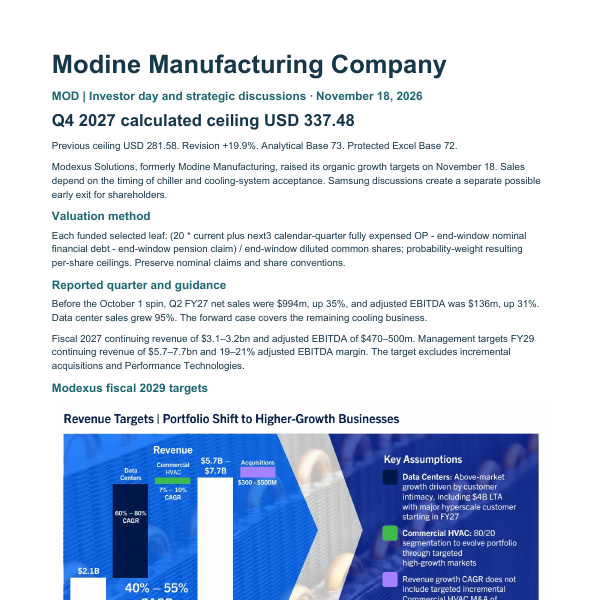 Modine Manufacturing Company
MOD | Investor day and strategic discussions · November 18, 2026
Q4 2027 calculated ceiling USD 337.48
Previous ceiling USD 281.58. Revision +19.9%. Analytical Base 73. Protected Excel Base 72.
Modexus Solutions, formerly Modine Manufacturing, raised its organic growth targets on November 18. Sales
depend on the timing of chiller and cooling-system acceptance. Samsung discussions create a separate possible
early exit for shareholders.
Valuation method
Each funded selected leaf: (20 * current plus next3 calendar-quarter fully expensed OP - end-window nominal
financial debt - end-window pension claim) / end-window diluted common shares; probability-weight resulting
per-share ceilings. Preserve nominal claims and share conventions.
Reported quarter and guidance
Before the October 1 spin, Q2 FY27 net sales were $994m, up 35%, and adjusted EBITDA was $136m, up 31%.
Data center sales grew 95%. The forward case covers the remaining cooling business.
Fiscal 2027 continuing revenue of $3.1–3.2bn and adjusted EBITDA of $470–500m. Management targets FY29
continuing revenue of $5.7–7.7bn and 19–21% adjusted EBITDA margin. The target excludes incremental
acquisitions and Performance Technologies.
Modexus fiscal 2029 targets
Revenue Targets | Portfolio Shift to Higher-Growth Businesses
Revenue
Data
Centers
60% – 80%
CAGR
Commercial
HVAC
7% – 10%
CAGR
$5.7B –
$7.7B
Acquisitions
$300 - $500M
$2.1B
40% – 55%
CAGR
Key Assumptions
Data Centers: Above-market
growth driven by customer
intimacy, including $4B LTA
with major hyperscale customer
starting in FY27
Commercial HVAC: 80/20
segmentation to evolve portfolio
through targeted
high-growth markets
Revenue growth CAGR does not
include targeted incremental
Commercial HVAC M&A of